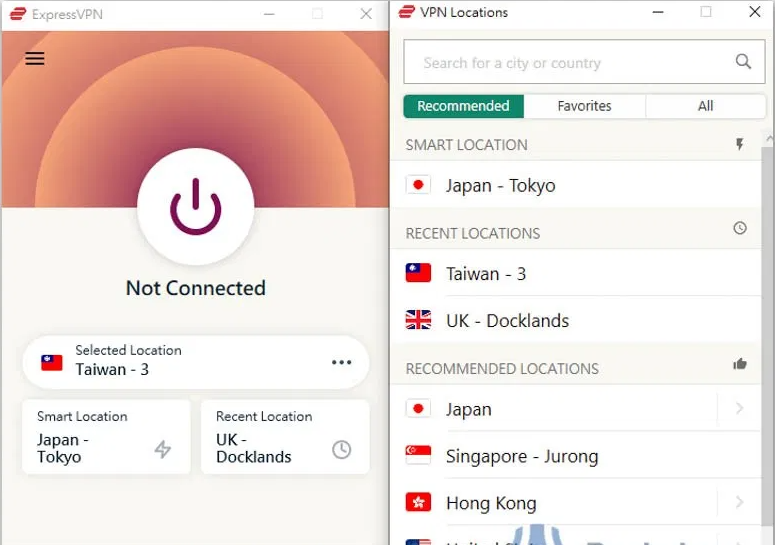 ExpressVPN
Not Connected
Selected Location
Taiwan - 3
Smart Location
Japan -
Tokyo
Recent Location
UK -
Docklands
VPN Locations
Search for a city or country
Recommended
Favorites
All
SMART LOCATION
Japan - Tokyo
RECENT LOCATIONS
Taiwan - 3
UK - Docklands
RECOMMENDED LOCATIONS
Japan
Singapore - Jurong
Hong Kong